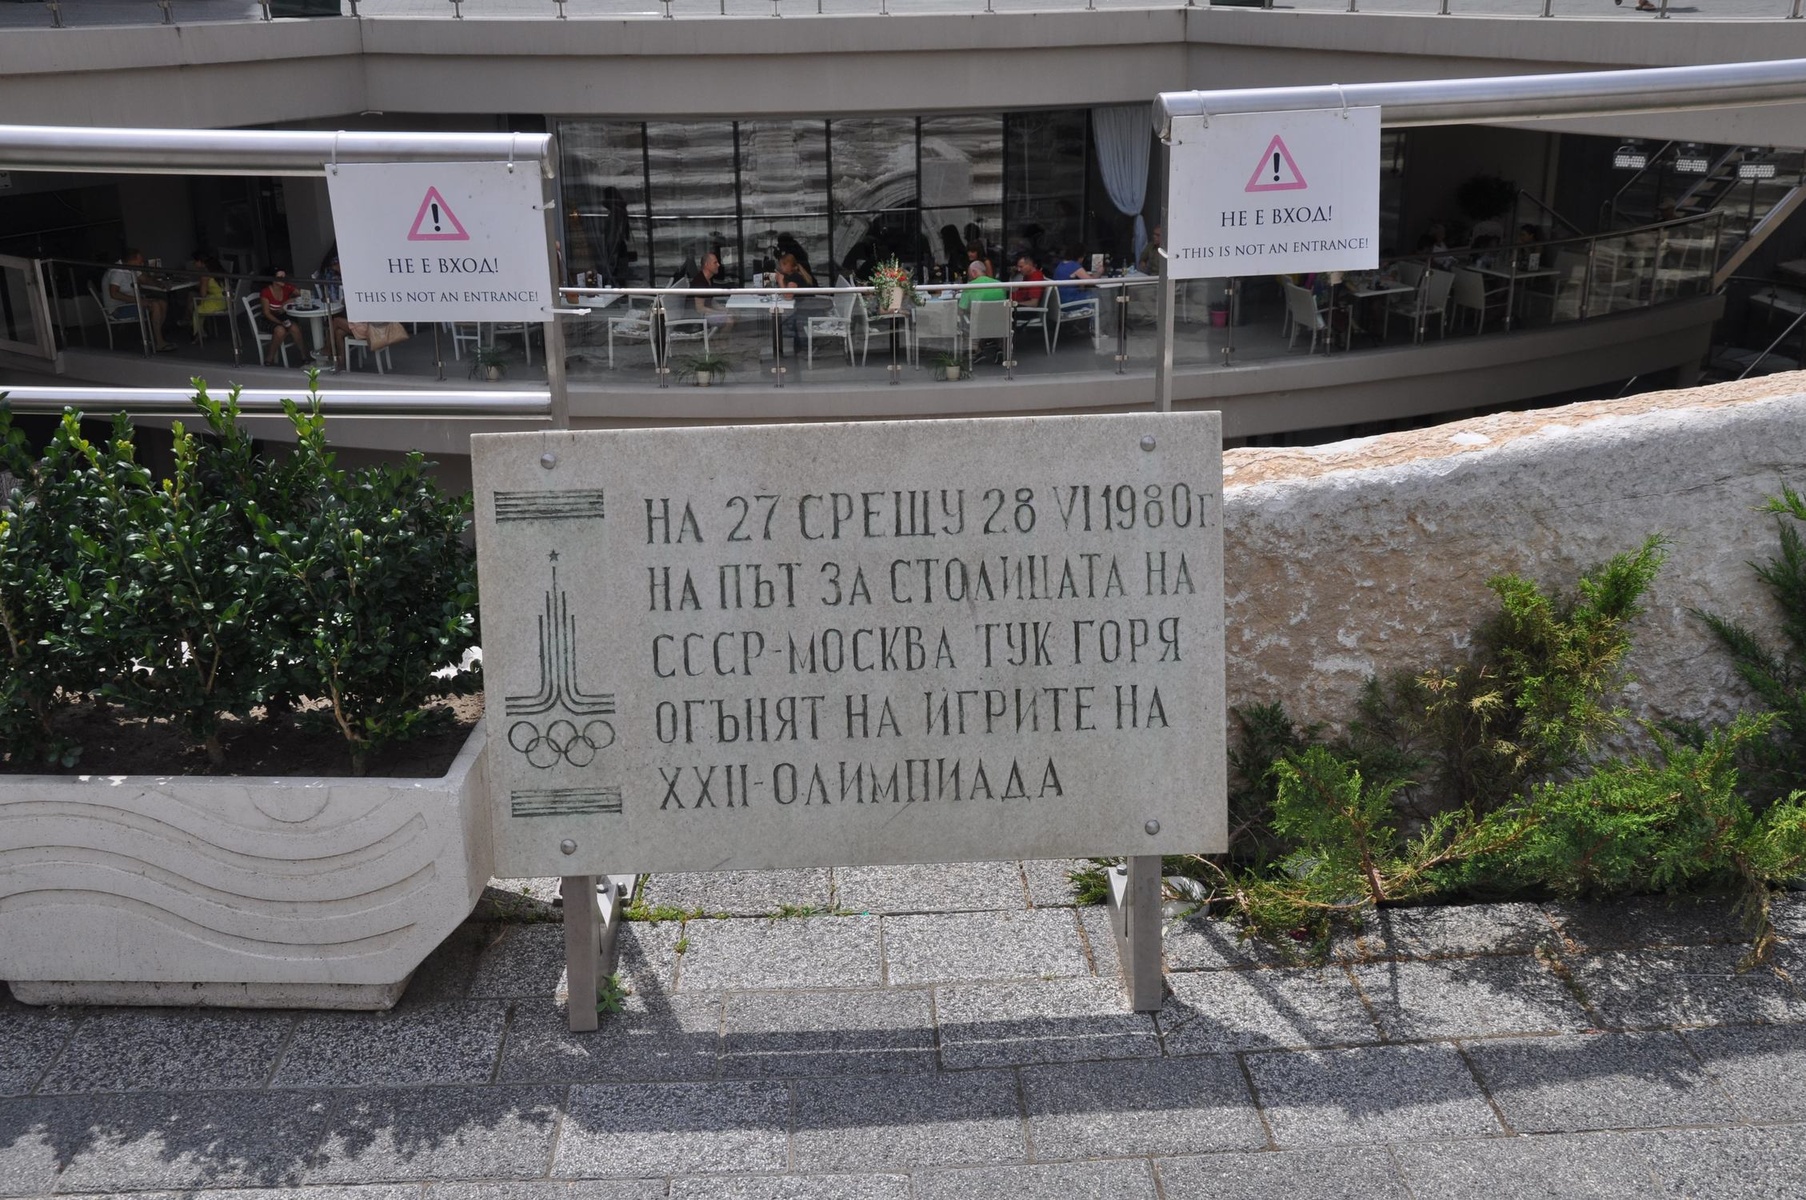 НЕ Е ВХОД!
THIS IS NOT AN ENTRANCE!
НЕ Е ВХОД!
THIS IS NOT AN ENTRANCE!
НА 27 СРЕЩУ 28 VI 1980г.
НА ПЪТ ЗА СТОЛИЦАТА НА
СССР-МОСКВА ТУК ГОРЯ
ОГЪНЯТ НА ИГРИТЕ НА
XXII-ОЛИМПИАДА